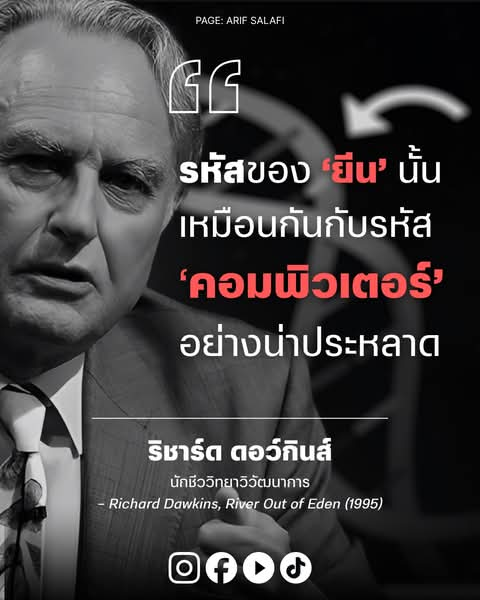 PAGE: ARIF SALAFI
รหัสของ ‘ยีน’ นั้น
เหมือนกันกับรหัส
‘คอมพิวเตอร์’
อย่างน่าประหลาด
ริชาร์ด ดอว์กินส์
นักชีววิทยาวิวัฒนาการ
– Richard Dawkins, River Out of Eden (1995)